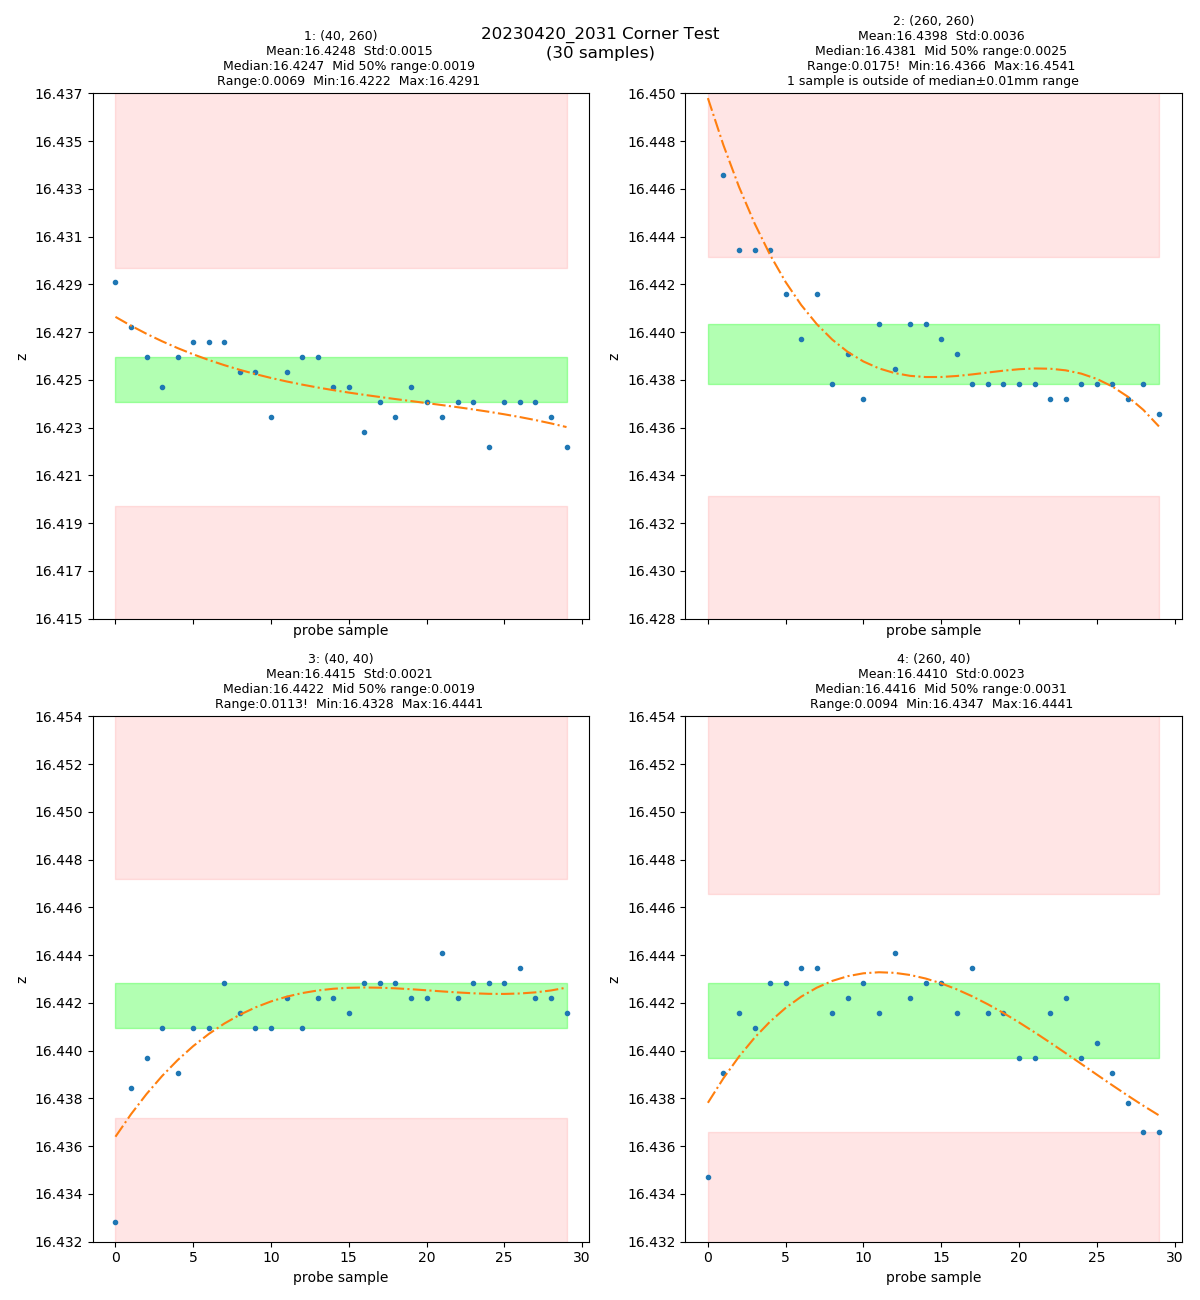 20230420_2031 Corner Test
(30 samples)
1: (40, 260)
Mean:16.4248 Std:0.0015
Median:16.4247 Mid 50% range:0.0019
Range:0.0069 Min:16.4222 Max:16.4291
16.437
16.435
16.433
16.431
16.429
16.427
16.425
16.423
16.421
16.419
16.417
16.415
z
probe sample
2: (260, 260)
Mean:16.4398 Std:0.0036
Median:16.4381 Mid 50% range:0.0025
Range:0.0175! Min:16.4366 Max:16.4541
1 sample is outside of median±0.01mm range
16.450
16.448
16.446
16.444
16.442
16.440
16.438
16.436
16.434
16.432
16.430
16.428
z
probe sample
3: (40, 40)
Mean:16.4415 Std:0.0021
Median:16.4422 Mid 50% range:0.0019
Range:0.0113! Min:16.4328 Max:16.4441
16.454
16.452
16.450
16.448
16.446
16.444
16.442
16.440
16.438
16.436
16.434
16.432
z
0 5 10 15 20 25 30
probe sample
4: (260, 40)
Mean:16.4410 Std:0.0023
Median:16.4416 Mid 50% range:0.0031
Range:0.0094 Min:16.4347 Max:16.4441
16.454
16.452
16.450
16.448
16.446
16.444
16.442
16.440
16.438
16.436
16.434
16.432
z
0 5 10 15 20 25 30
probe sample